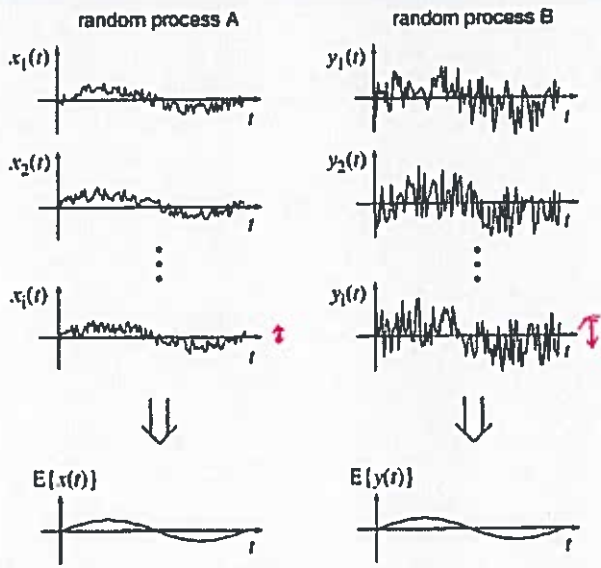 random process A
random process B
x₁(t)
t
y₁(t)
t
x₂(t)
t
y₂(t)
t
xᵢ(t)
t
yᵢ(t)
t
E{x(t)}
t
E{y(t)}
t